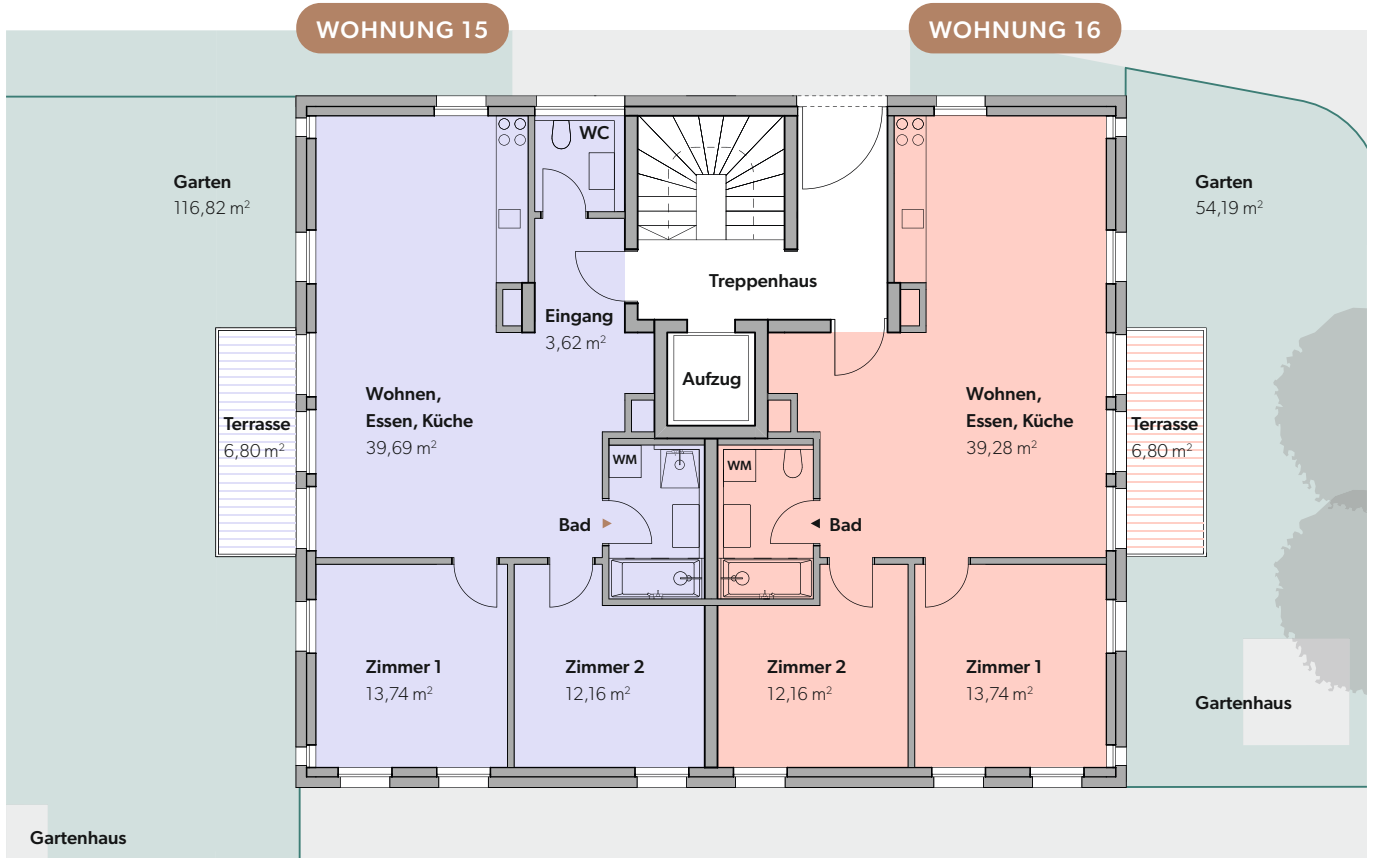 WOHNUNG 15
WOHNUNG 16
WC
Garten
116,82 m²
Garten
54,19 m²
Treppenhaus
Eingang
3,62 m²
Aufzug
Wohnen,
Essen, Küche
39,69 m²
Wohnen,
Essen, Küche
39,28 m²
Terrasse
6,80 m²
Terrasse
6,80 m²
WM
WM
Bad
Bad
Zimmer 1
13,74 m²
Zimmer 2
12,16 m²
Zimmer 2
12,16 m²
Zimmer 1
13,74 m²
Gartenhaus
Gartenhaus